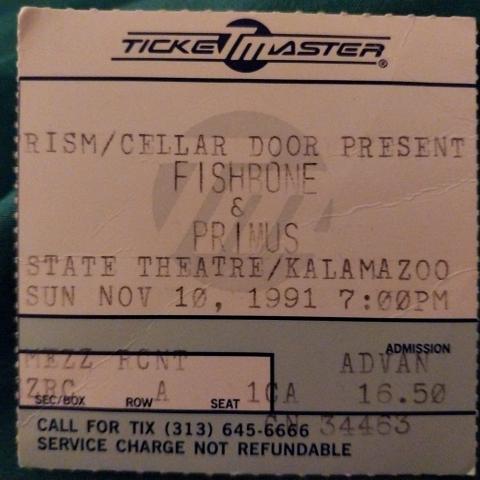 TICKETMASTER®
RISM/CELLAR DOOR PRESENT
FISHBONE
&
PRIMUS
STATE THEATRE/KALAMAZOO
SUN NOV 10, 1991 7:00PM
ADMISSION
MEZZ RCNT ADVAN
ZRC A 1CA 16.50
SEC/BOX ROW SEAT
CN 34463
CALL FOR TIX (313) 645-6666
SERVICE CHARGE NOT REFUNDABLE